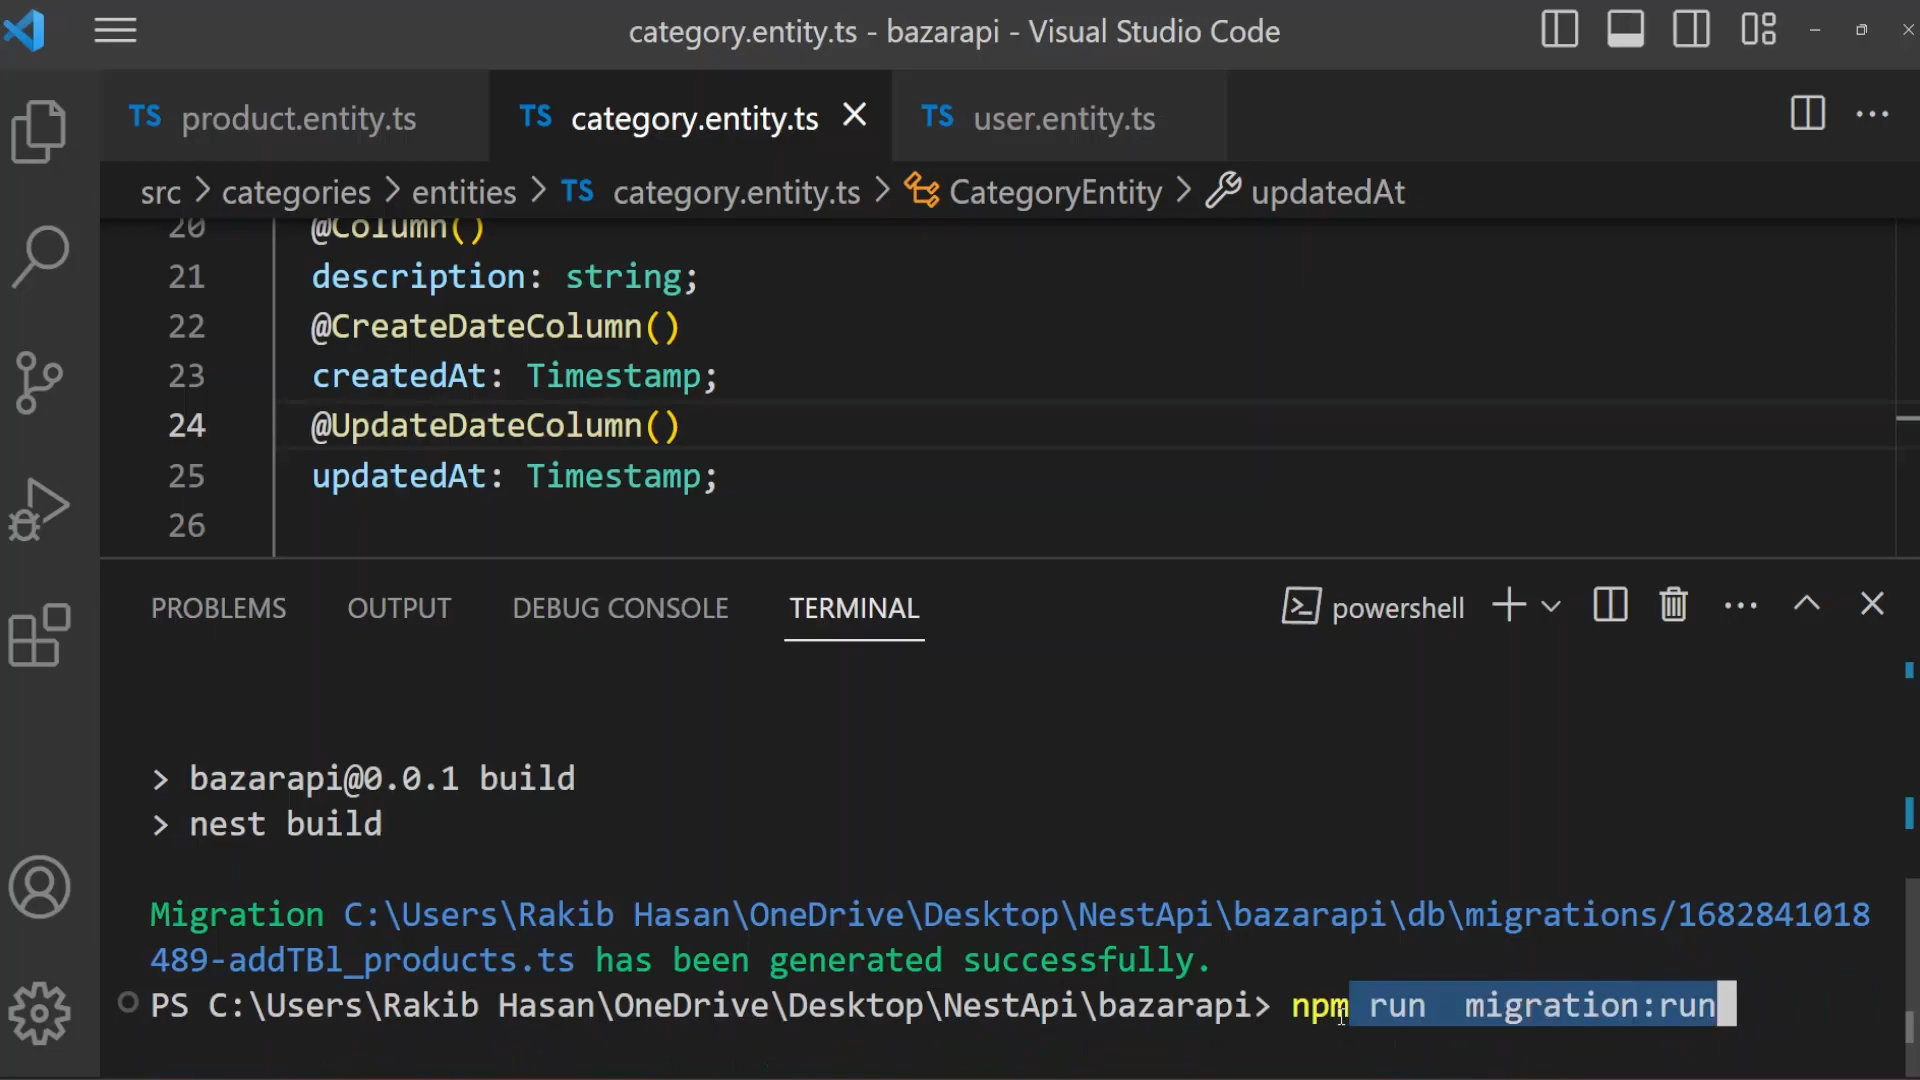 category.entity.ts - bazarapi - Visual Studio Code
TS product.entity.ts TS category.entity.ts TS user.entity.ts
src > categories > entities > TS category.entity.ts > CategoryEntity > updatedAt
20 @Column()
21 description: string;
22 @CreateDateColumn()
23 createdAt: Timestamp;
24 @UpdateDateColumn()
25 updatedAt: Timestamp;
26
PROBLEMS OUTPUT DEBUG CONSOLE TERMINAL powershell
> bazarapi@0.0.1 build
> nest build
Migration C:\Users\Rakib Hasan\OneDrive\Desktop\NestApi\bazarapi\db\migrations/1682841018
489-addTBl_products.ts has been generated successfully.
PS C:\Users\Rakib Hasan\OneDrive\Desktop\NestApi\bazarapi> npm run  migration:run